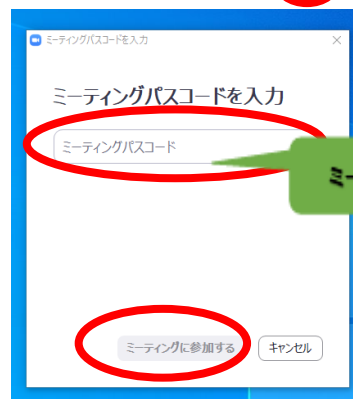 ミーティングパスコードを入力
ミーティングパスコードを入力
ミーティングパスコード
ミー
ミーティングに参加する
キャンセル